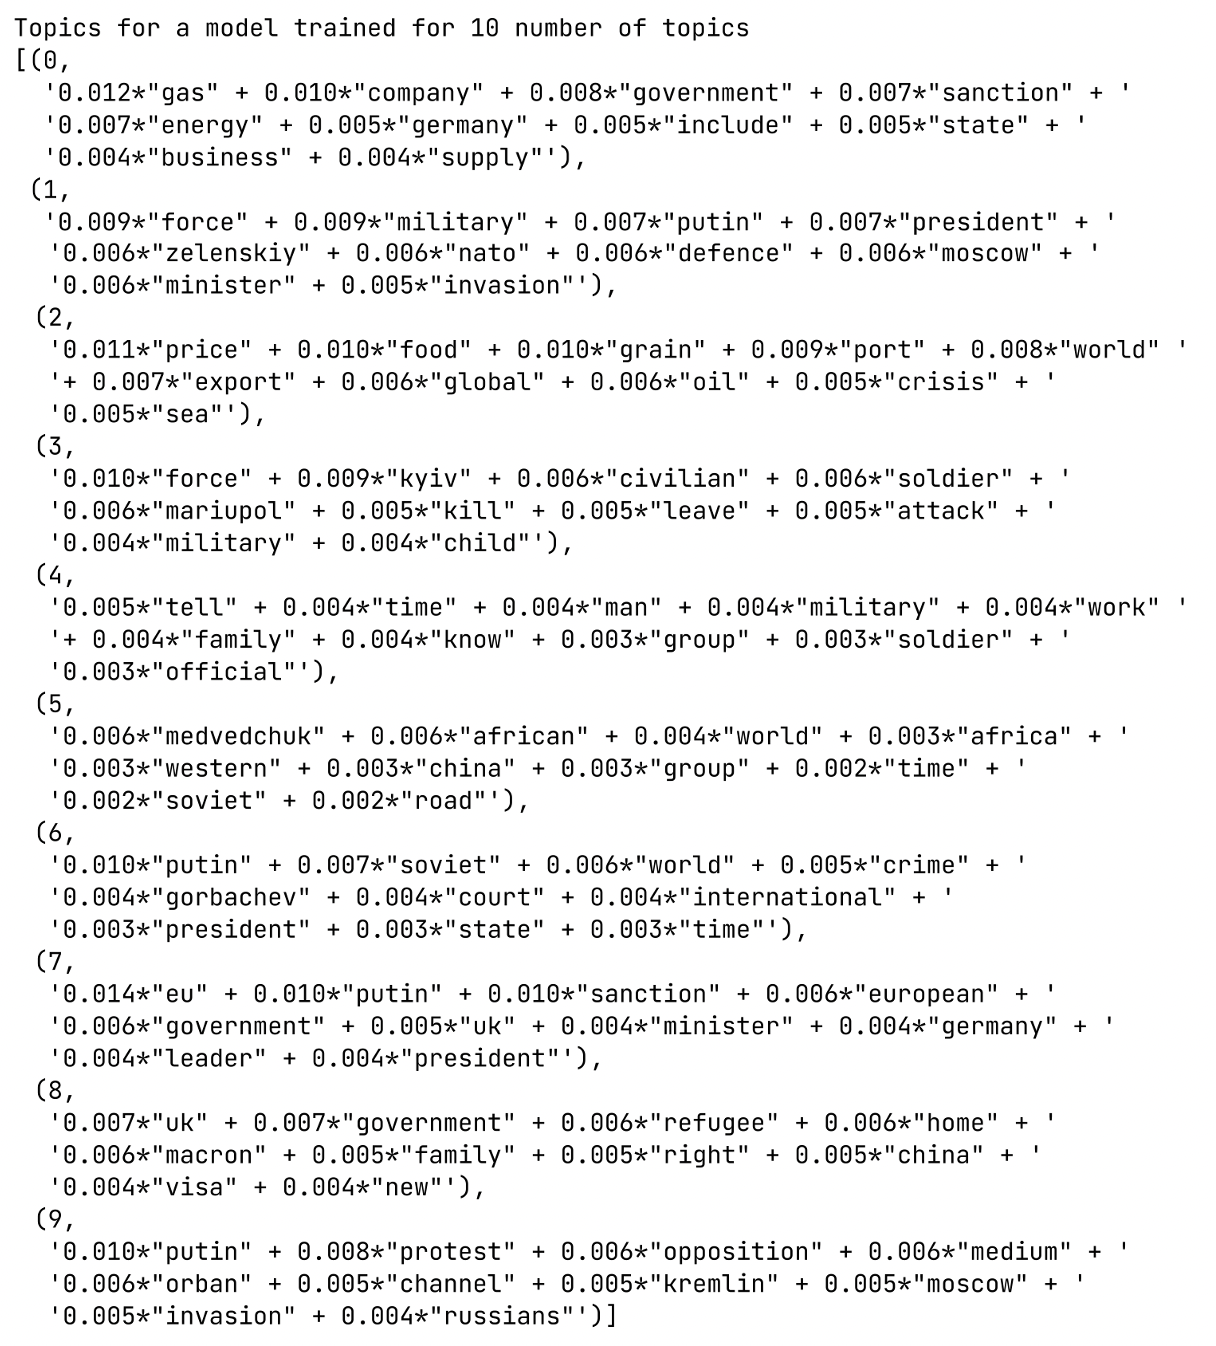 Topics for a model trained for 10 number of topics
[(0,
'0.012*"gas" + 0.010*"company" + 0.008*"government" + 0.007*"sanction" + '
'0.007*"energy" + 0.005*"germany" + 0.005*"include" + 0.005*"state" + '
'0.004*"business" + 0.004*"supply"'),
(1,
'0.009*"force" + 0.009*"military" + 0.007*"putin" + 0.007*"president" + '
'0.006*"zelenskiy" + 0.006*"nato" + 0.006*"defence" + 0.006*"moscow" + '
'0.006*"minister" + 0.005*"invasion"'),
(2,
'0.011*"price" + 0.010*"food" + 0.010*"grain" + 0.009*"port" + 0.008*"world" '
'+ 0.007*"export" + 0.006*"global" + 0.006*"oil" + 0.005*"crisis" + '
'0.005*"sea"'),
(3,
'0.010*"force" + 0.009*"kyiv" + 0.006*"civilian" + 0.006*"soldier" + '
'0.006*"mariupol" + 0.005*"kill" + 0.005*"leave" + 0.005*"attack" + '
'0.004*"military" + 0.004*"child"'),
(4,
'0.005*"tell" + 0.004*"time" + 0.004*"man" + 0.004*"military" + 0.004*"work" '
'+ 0.004*"family" + 0.004*"know" + 0.003*"group" + 0.003*"soldier" + '
'0.003*"official"'),
(5,
'0.006*"medvedchuk" + 0.006*"african" + 0.004*"world" + 0.003*"africa" + '
'0.003*"western" + 0.003*"china" + 0.003*"group" + 0.002*"time" + '
'0.002*"soviet" + 0.002*"road"'),
(6,
'0.010*"putin" + 0.007*"soviet" + 0.006*"world" + 0.005*"crime" + '
'0.004*"gorbachev" + 0.004*"court" + 0.004*"international" + '
'0.003*"president" + 0.003*"state" + 0.003*"time"'),
(7,
'0.014*"eu" + 0.010*"putin" + 0.010*"sanction" + 0.006*"european" + '
'0.006*"government" + 0.005*"uk" + 0.004*"minister" + 0.004*"germany" + '
'0.004*"leader" + 0.004*"president"'),
(8,
'0.007*"uk" + 0.007*"government" + 0.006*"refugee" + 0.006*"home" + '
'0.006*"macron" + 0.005*"family" + 0.005*"right" + 0.005*"china" + '
'0.004*"visa" + 0.004*"new"'),
(9,
'0.010*"putin" + 0.008*"protest" + 0.006*"opposition" + 0.006*"medium" + '
'0.006*"orban" + 0.005*"channel" + 0.005*"kremlin" + 0.005*"moscow" + '
'0.005*"invasion" + 0.004*"russians"')]